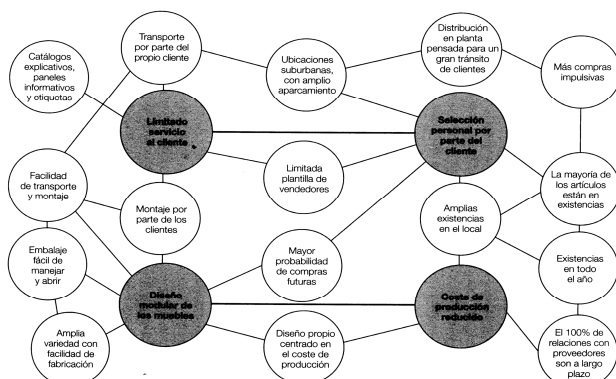 Transporte
por parte del
propio cliente
Distribución
en planta
pensada para un
gran tránsito
de clientes
Catálogos
explicativos,
paneles
informativos
y etiquetas
Ubicaciones
suburbanas,
con amplio
aparcamiento
Más compras
impulsivas
Limitado
servicio
al cliente
Selección
personal por
parte del
cliente
Facilidad
de transporte
y montaje
Limitada
plantilla de
vendedores
La mayoría de
los artículos
están en
existencias
Montaje por
parte de los
clientes
Amplias
existencias
en el local
Embalaje
fácil de
manejar
y abrir
Mayor
probabilidad
de compras
futuras
Existencias
en todo
el año
Diseño
modular de
los muebles
Coste de
producción
reducido
Amplia
variedad con
facilidad de
fabricación
Diseño propio
centrado en
el coste de
producción
El 100% de
relaciones con
proveedores
son a largo
plazo